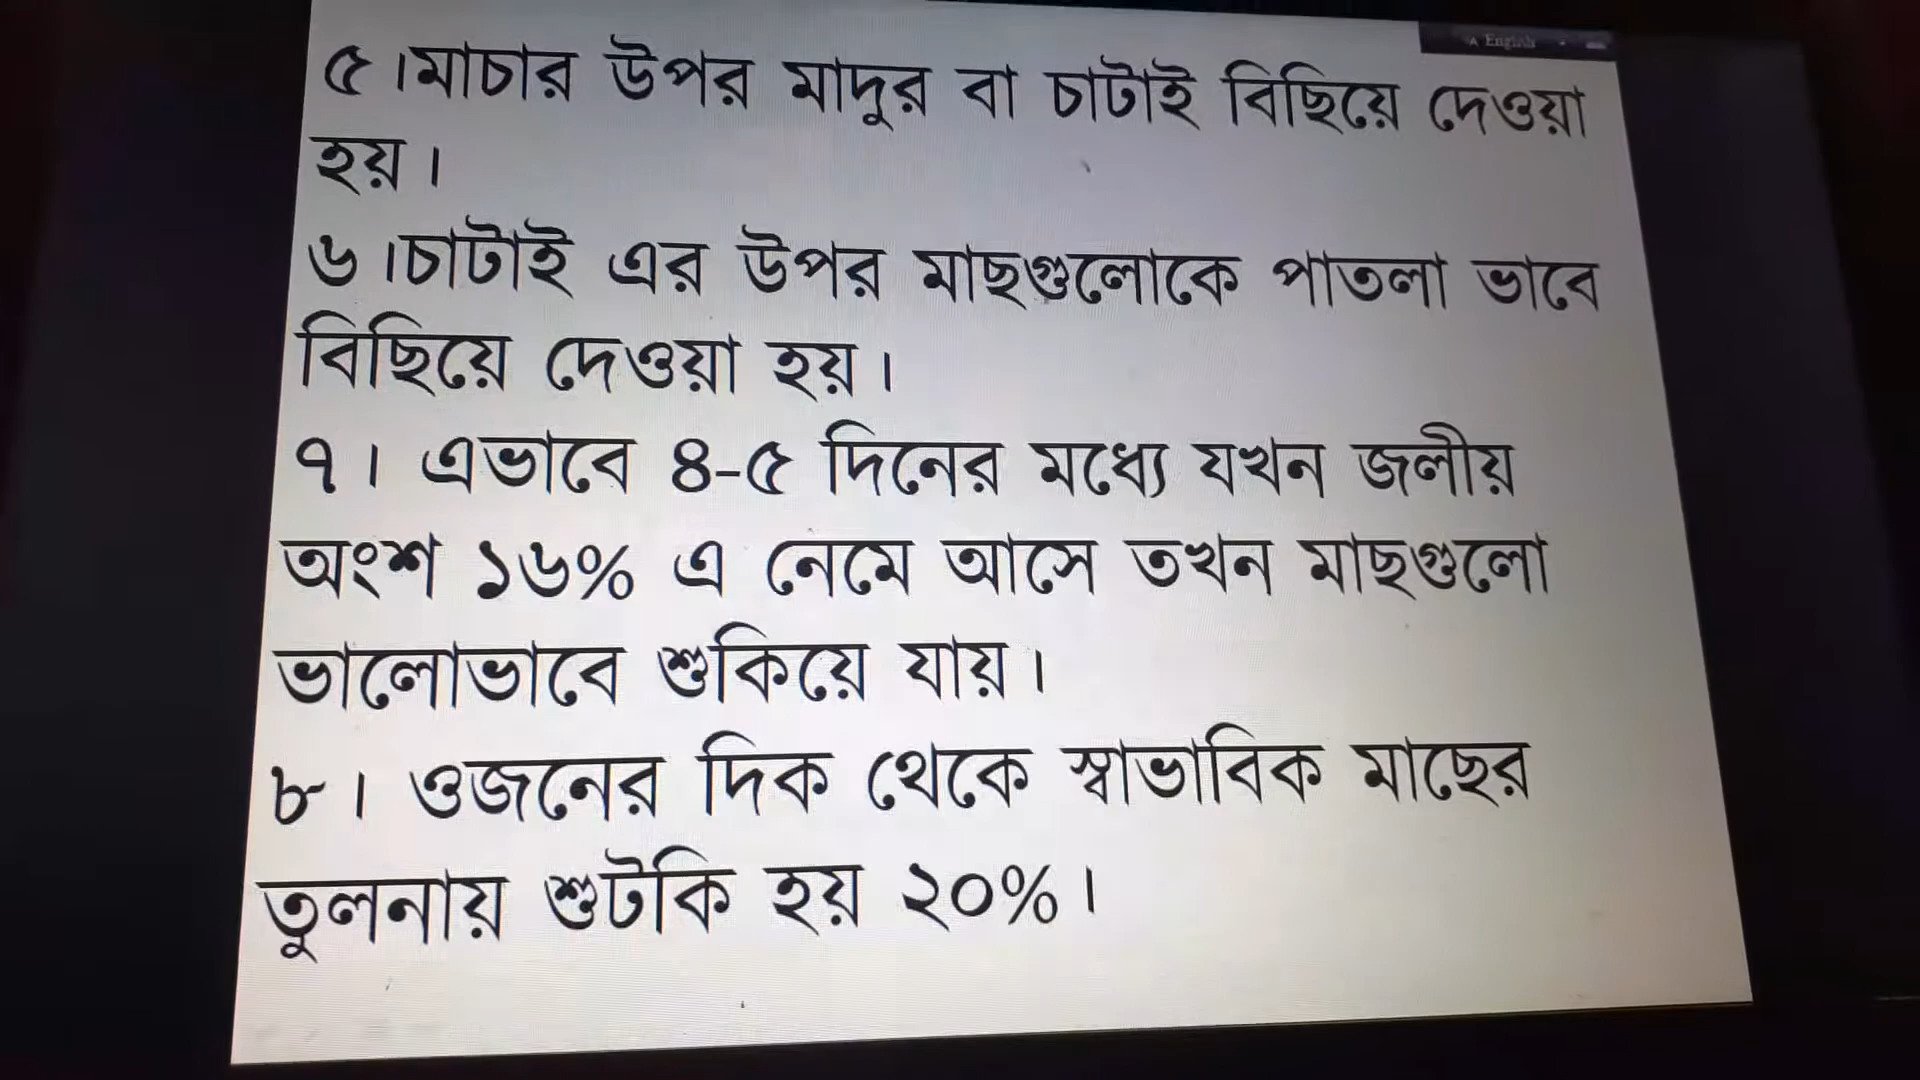 A English
৫।মাচার উপর মাদুর বা চাটাই বিছিয়ে দেওয়া
হয়।
৬।চাটাই এর উপর মাছগুলোকে পাতলা ভাবে
বিছিয়ে দেওয়া হয়।
৭। এভাবে ৪-৫ দিনের মধ্যে যখন জলীয়
অংশ ১৬% এ নেমে আসে তখন মাছগুলো
ভালোভাবে শুকিয়ে যায়।
৮। ওজনের দিক থেকে স্বাভাবিক মাছের
তুলনায় শুটকি হয় ২০%।